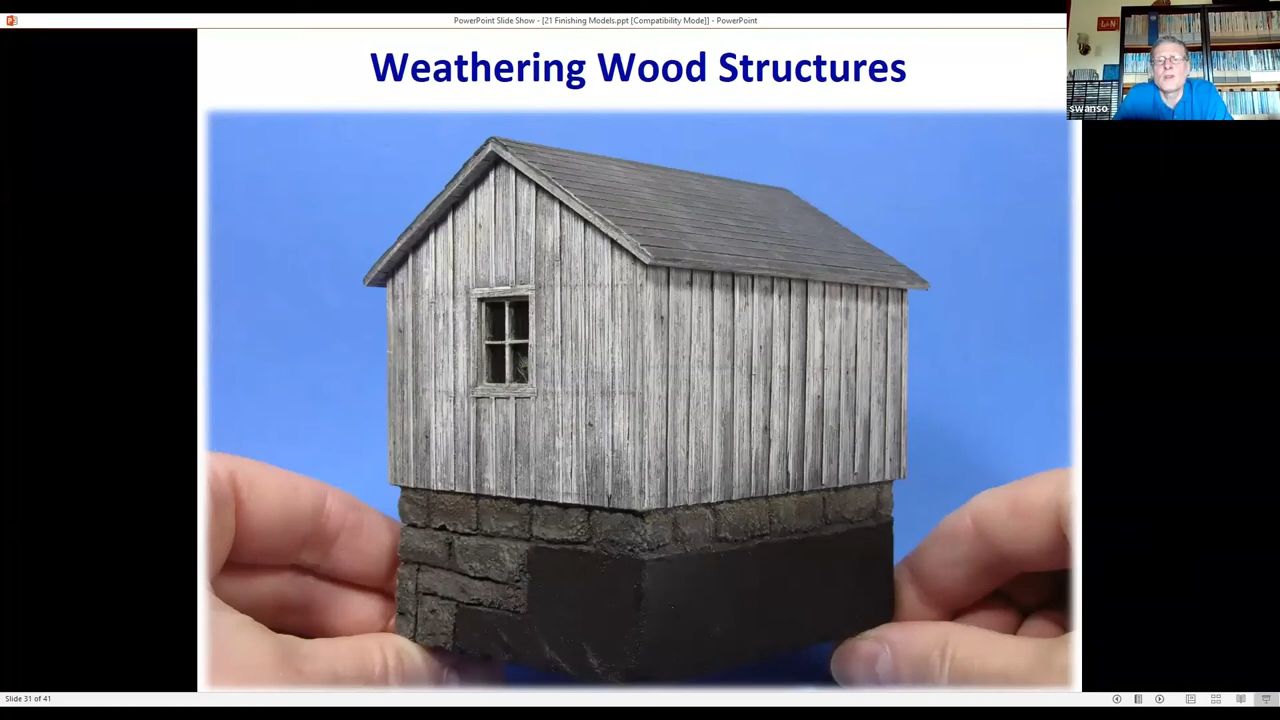 PowerPoint Slide Show - [21 Finishing Models.ppt [Compatibility Mode]] - PowerPoint
Weathering Wood Structures
L&N
swanso
Slide 31 of 41